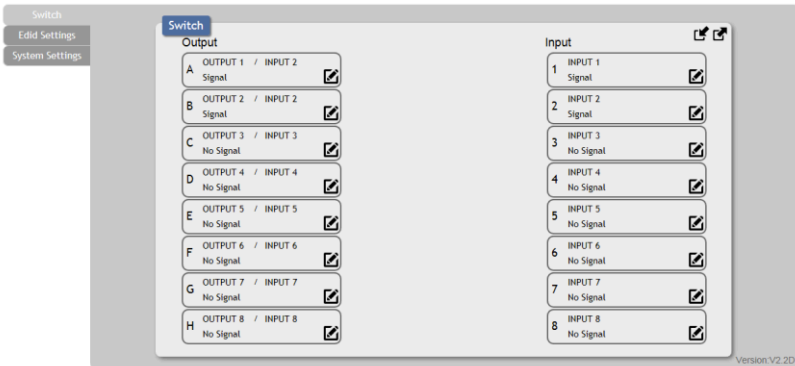 Switch
Edid Settings
System Settings
Switch
Output
A OUTPUT 1 / INPUT 2
Signal
B OUTPUT 2 / INPUT 2
Signal
C OUTPUT 3 / INPUT 3
No Signal
D OUTPUT 4 / INPUT 4
No Signal
E OUTPUT 5 / INPUT 5
No Signal
F OUTPUT 6 / INPUT 6
No Signal
G OUTPUT 7 / INPUT 7
No Signal
H OUTPUT 8 / INPUT 8
No Signal
Input
1 INPUT 1
Signal
2 INPUT 2
Signal
3 INPUT 3
No Signal
4 INPUT 4
No Signal
5 INPUT 5
No Signal
6 INPUT 6
No Signal
7 INPUT 7
No Signal
8 INPUT 8
No Signal
Version:V2.2D